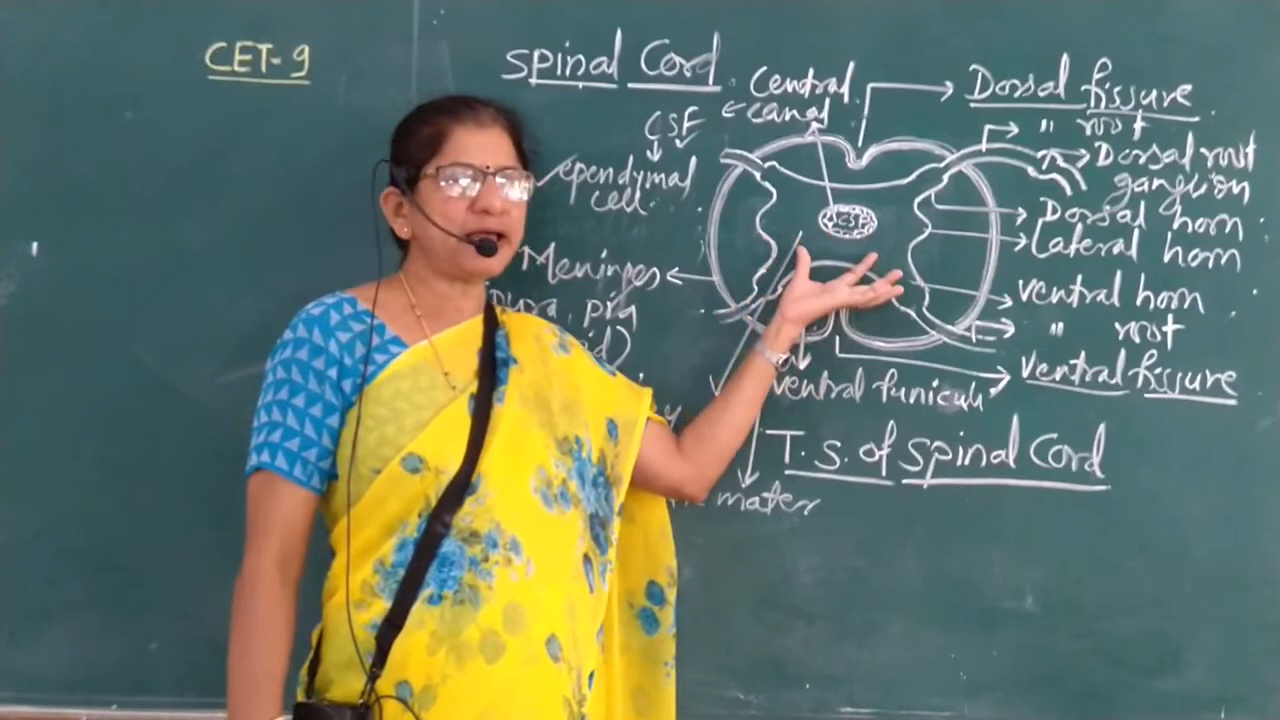 CET-9
Spinal Cord
Central
canal
CSF
ependymal
cell
Meninges
Dura, pia
CSF
Dorsal fissure
" root
Dorsal root
ganglion
Dorsal horn
Lateral horn
ventral horn
" root
ventral fissure
ventral funiculi
T.S. of Spinal Cord
mater